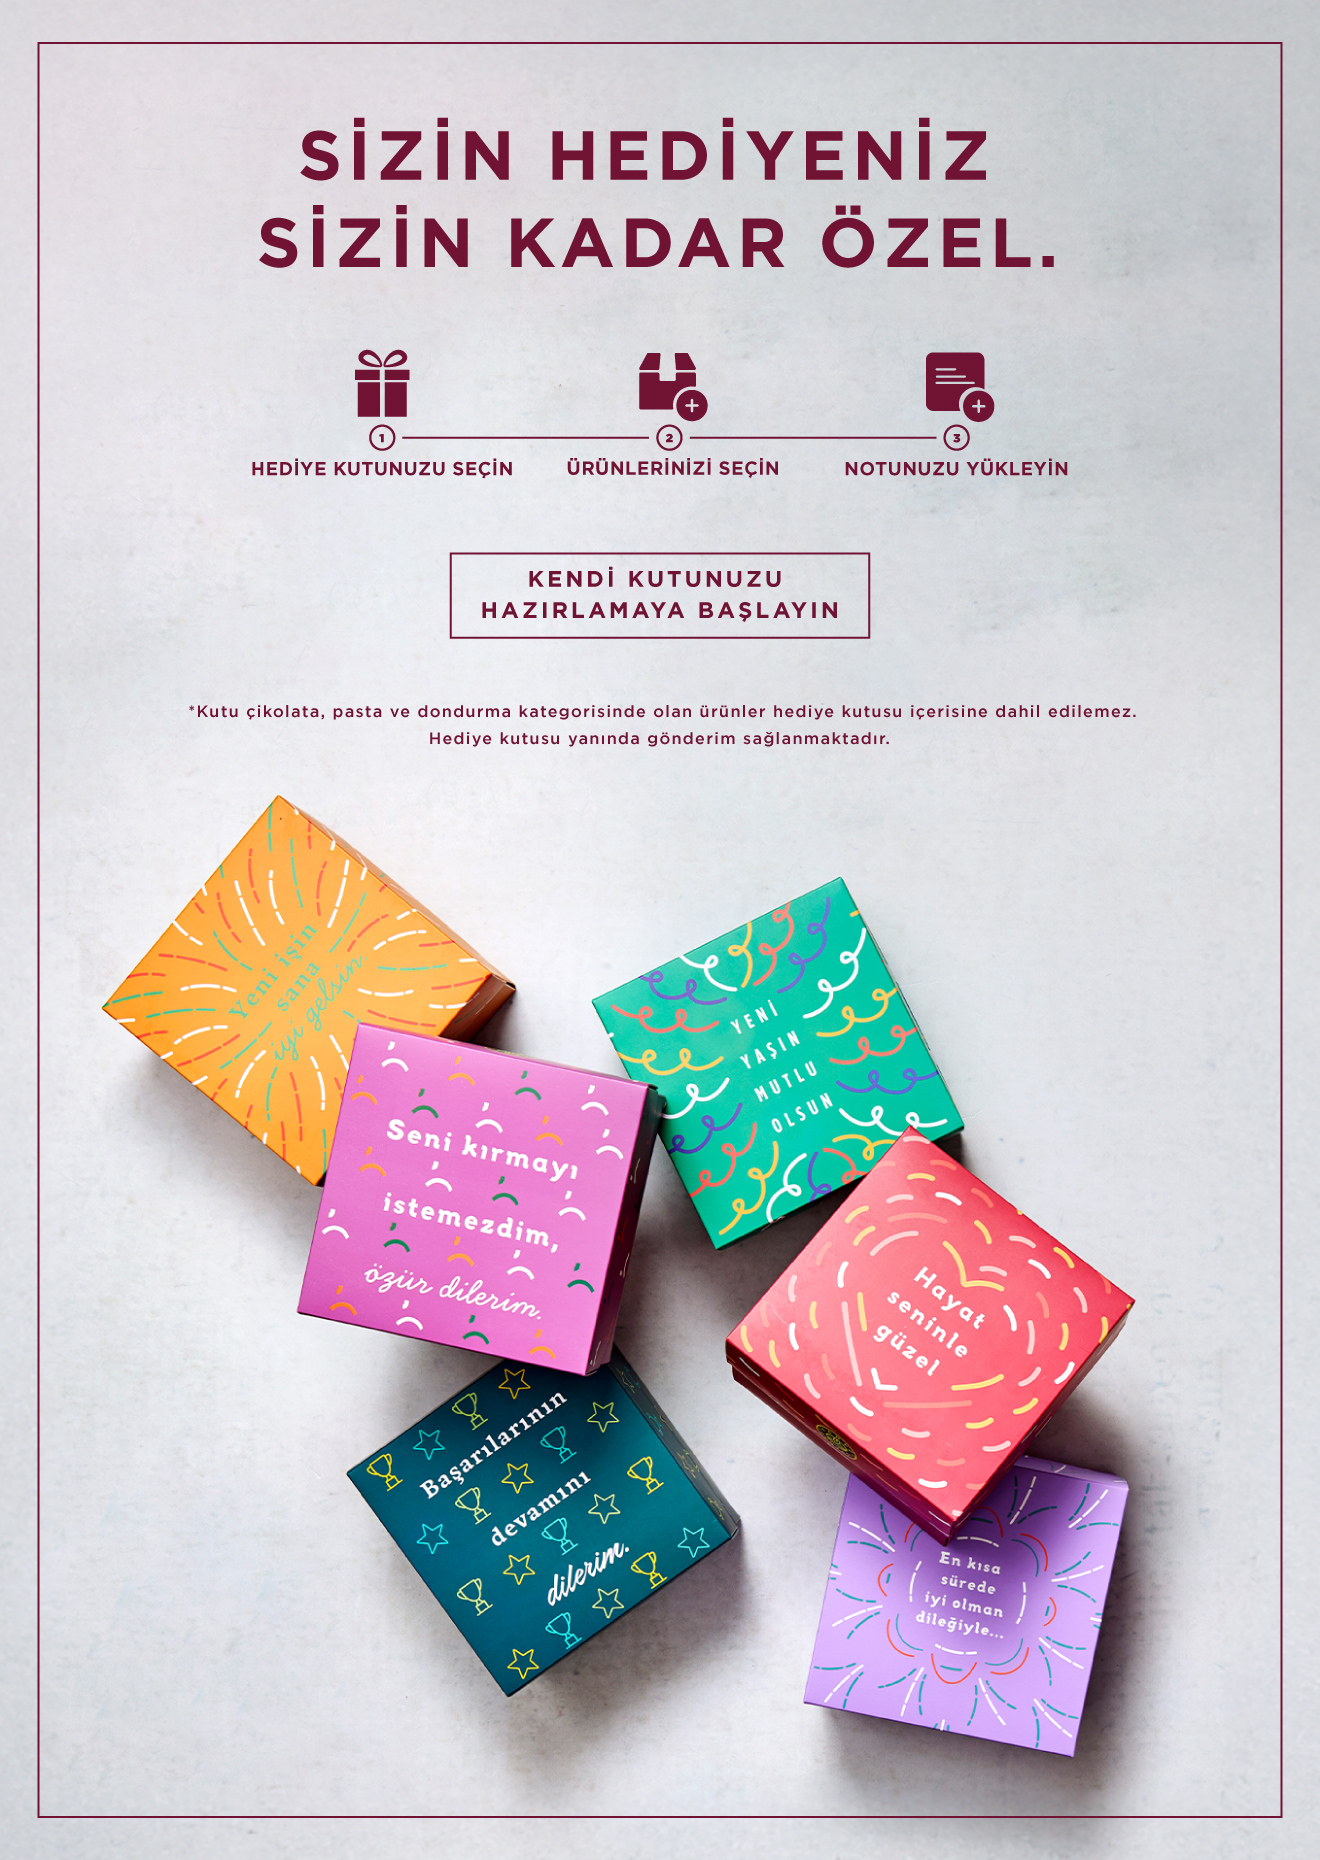 SİZİN HEDİYENİZ
SİZİN KADAR ÖZEL.
1
2
3
HEDİYE KUTUNUZU SEÇİN
ÜRÜNLERİNİZİ SEÇİN
NOTUNUZU YÜKLEYİN
KENDİ KUTUNUZU
HAZIRLAMAYA BAŞLAYIN
*Kutu çikolata, pasta ve dondurma kategorisinde olan ürünler hediye kutusu içerisine dahil edilemez.
Hediye kutusu yanında gönderim sağlanmaktadır.
Yeni işin
sana
iyi gelsin.
YENİ
YAŞIN
MUTLU
OLSUN
Seni kırmayı
istemezdim,
özür dilerim.
Hayat
seninle
güzel
Başarılarının
devamını
dilerim.
En kısa
sürede
iyi olman
dileğiyle...